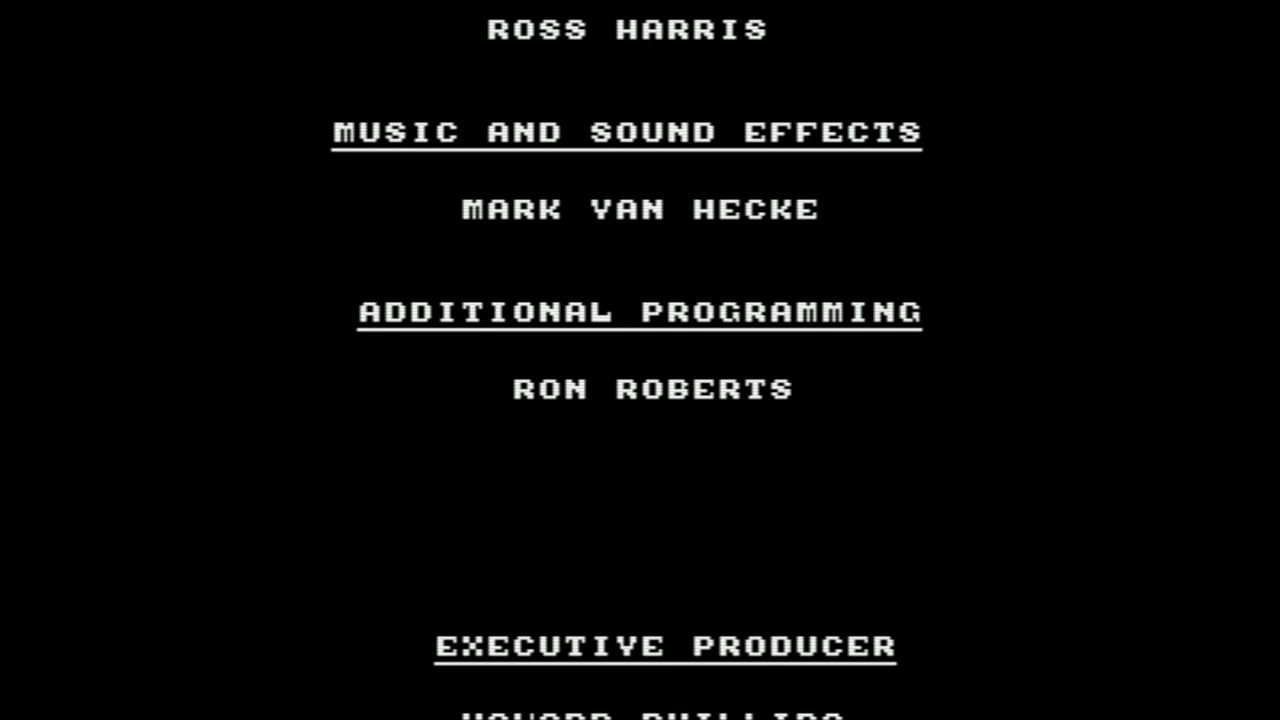 ROSS HARRIS
MUSIC AND SOUND EFFECTS
MARK VAN HECKE
ADDITIONAL PROGRAMMING
RON ROBERTS
EXECUTIVE PRODUCER